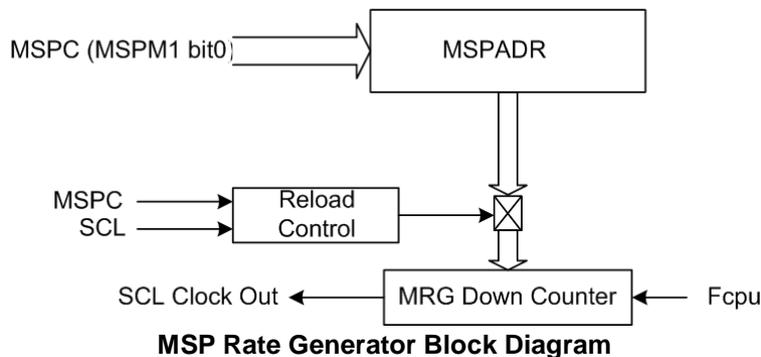 MSPC (MSPM1 bit0)
MSPADR
MSPC
SCL
Reload
Control
SCL Clock Out
MRG Down Counter
Fcpu
MSP Rate Generator Block Diagram